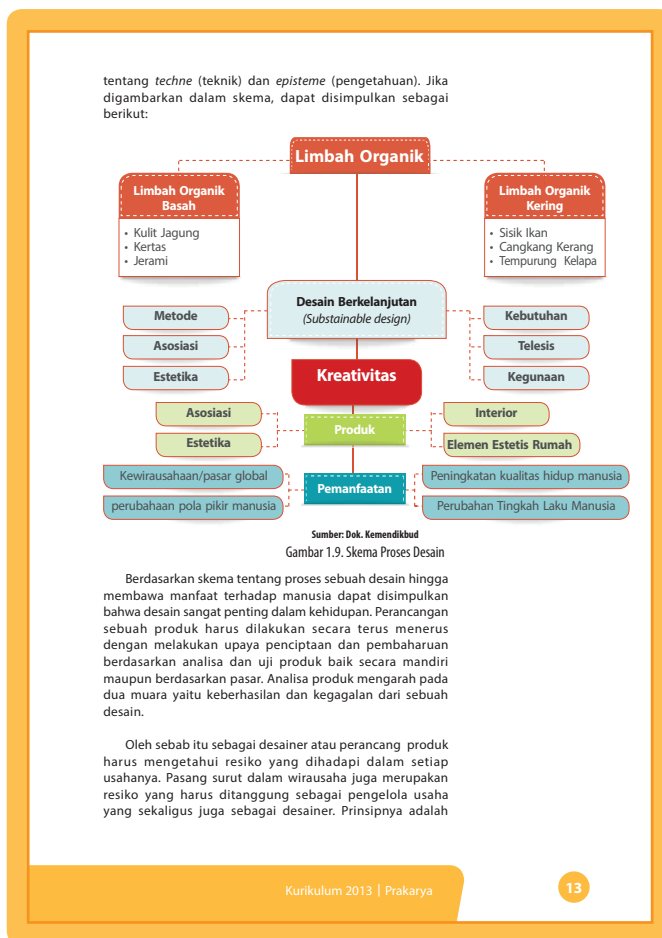 tentang techne (teknik) dan episteme (pengetahuan). Jika
digambarkan dalam skema, dapat disimpulkan sebagai
berikut:
Limbah Organik
Limbah Organik
Basah
• Kulit Jagung
• Kertas
• Jerami
Limbah Organik
Kering
• Sisik Ikan
• Cangkang Kerang
• Tempurung Kelapa
Desain Berkelanjutan
(Substainable design)
Metode
Asosiasi
Estetika
Kebutuhan
Telesis
Kegunaan
Kreativitas
Asosiasi
Estetika
Produk
Interior
Elemen Estetis Rumah
Kewirausahaan/pasar global
perubahaan pola pikir manusia
Pemanfaatan
Peningkatan kualitas hidup manusia
Perubahan Tingkah Laku Manusia
Sumber: Dok. Kemendikbud
Gambar 1.9. Skema Proses Desain
Berdasarkan skema tentang proses sebuah desain hingga
membawa manfaat terhadap manusia dapat disimpulkan
bahwa desain sangat penting dalam kehidupan. Perancangan
sebuah produk harus dilakukan secara terus menerus
dengan melakukan upaya penciptaan dan pembaharuan
berdasarkan analisa dan uji produk baik secara mandiri
maupun berdasarkan pasar. Analisa produk mengarah pada
dua muara yaitu keberhasilan dan kegagalan dari sebuah
desain.
Oleh sebab itu sebagai desainer atau perancang produk
harus mengetahui resiko yang dihadapi dalam setiap
usahanya. Pasang surut dalam wirausaha juga merupakan
resiko yang harus ditanggung sebagai pengelola usaha
yang sekaligus juga sebagai desainer. Prinsipnya adalah
Kurikulum 2013 | Prakarya
13